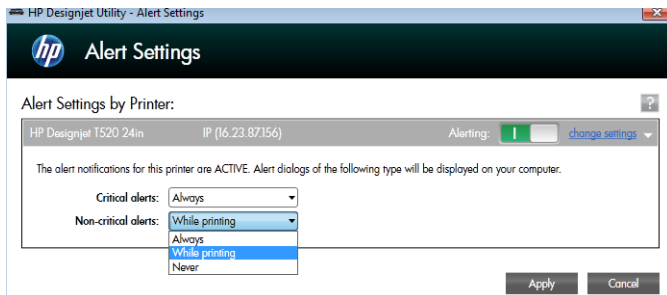 HP Designjet Utility - Alert Settings
hp Alert Settings
Alert Settings by Printer:
?
HP Designjet T520 24in IP (16.23.87.156) Alerting: change settings
The alert notifications for this printer are ACTIVE. Alert dialogs of the following type will be displayed on your computer.
Critical alerts: Always
Non-critical alerts: While printing
Always
While printing
Never
Apply Cancel